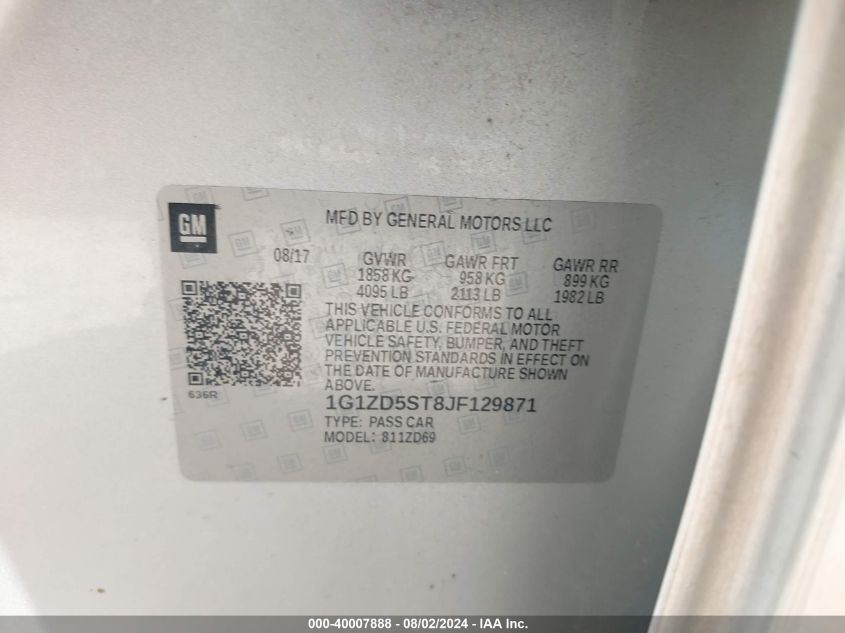 GM
MFD BY GENERAL MOTORS LLC
08/17
GVWR GAWR FRT GAWR RR
1858 KG 958 KG 899 KG
4095 LB 2113 LB 1982 LB
THIS VEHICLE CONFORMS TO ALL
APPLICABLE U.S. FEDERAL MOTOR
VEHICLE SAFETY, BUMPER, AND THEFT
PREVENTION STANDARDS IN EFFECT ON
THE DATE OF MANUFACTURE SHOWN
ABOVE.
636R
1G1ZD5ST8JF129871
TYPE: PASS CAR
MODEL: 811ZD69
000-40007888 - 08/02/2024 - IAA Inc.